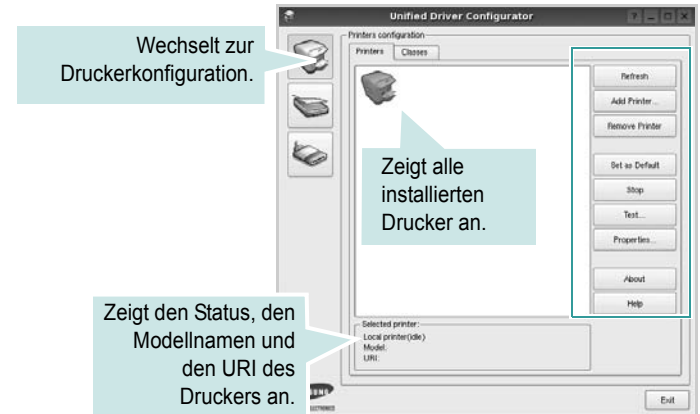 Unified Driver Configurator
Wechselt zur
Druckerkonfiguration.
Printers configuration
Printers Classes
Refresh
Add Printer...
Remove Printer
Set as Default
Stop
Test...
Properties...
About
Help
Zeigt alle
installierten
Drucker an.
Zeigt den Status, den
Modellnamen und
den URI des
Druckers an.
Selected printer:
Local printer(idle)
Model:
URI:
Exit